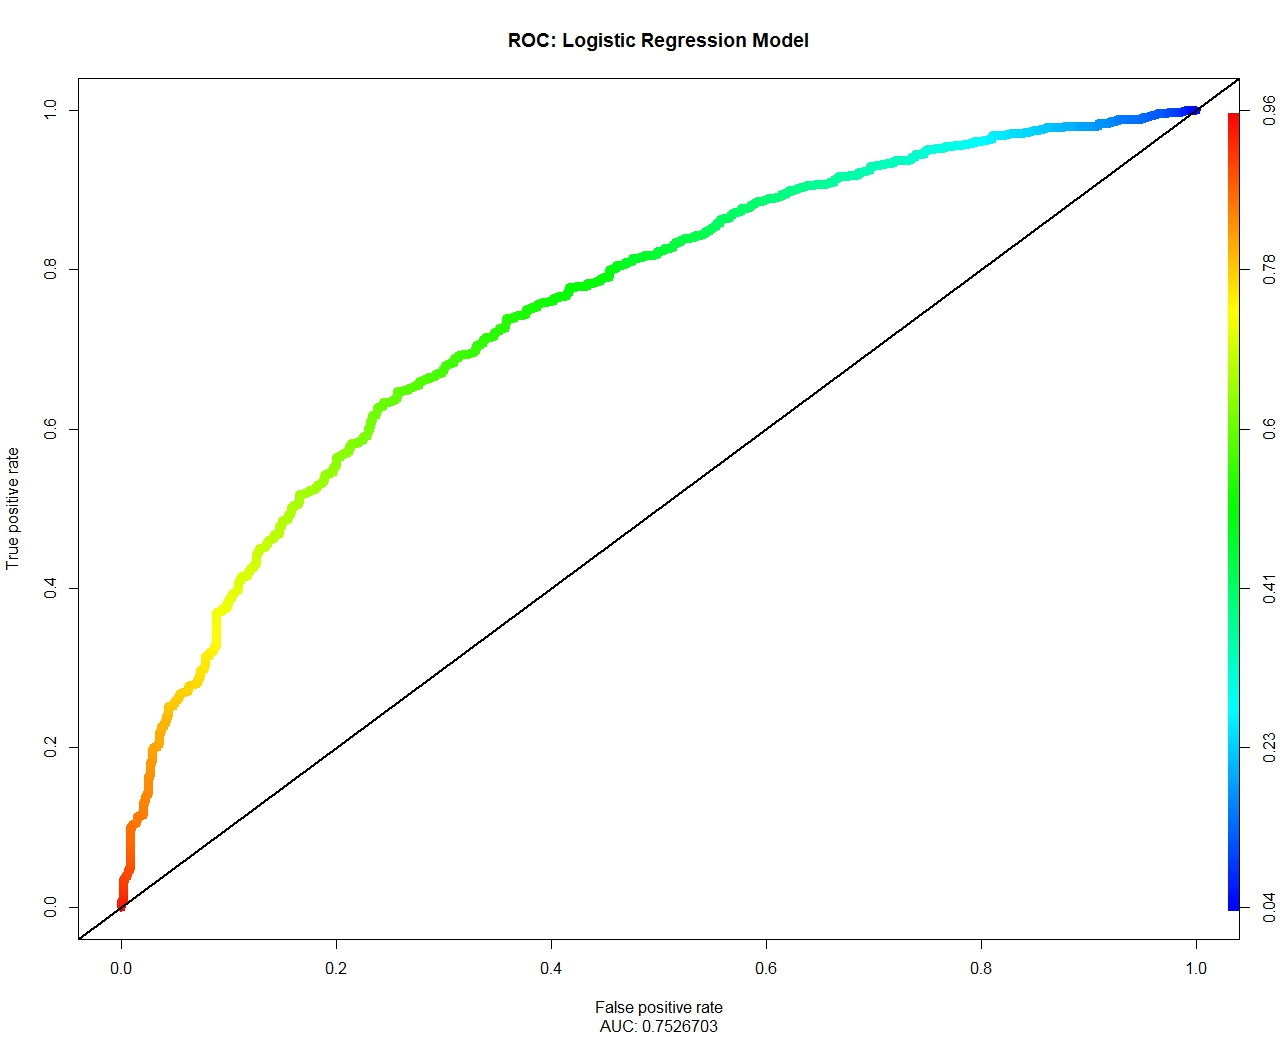 ROC: Logistic Regression Model
True positive rate
1.0
0.8
0.6
0.4
0.2
0.0
0.96
0.78
0.6
0.41
0.23
0.04
0.0 0.2 0.4 0.6 0.8 1.0
False positive rate
AUC: 0.7526703